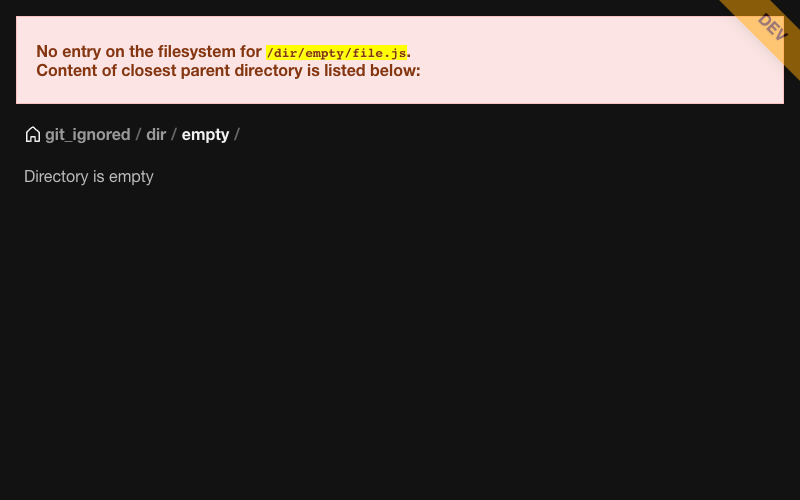 No entry on the filesystem for /dir/empty/file.js.
Content of closest parent directory is listed below:
DEV
git_ignored / dir / empty /
Directory is empty